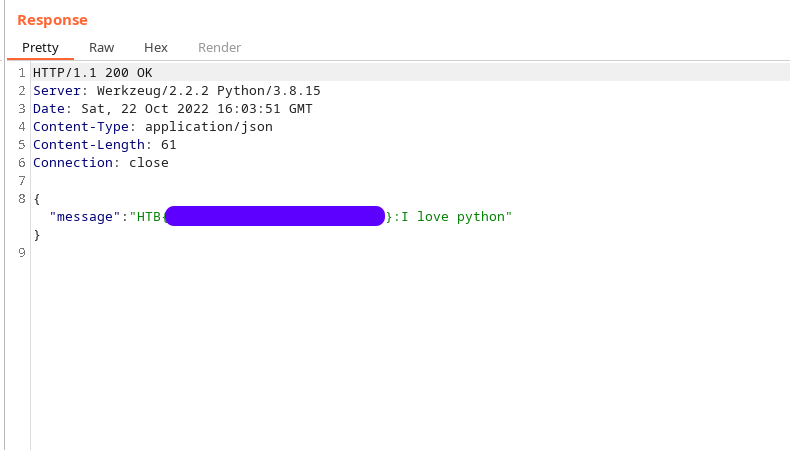 Response
Pretty Raw Hex Render
1 HTTP/1.1 200 OK
2 Server: Werkzeug/2.2.2 Python/3.8.15
3 Date: Sat, 22 Oct 2022 16:03:51 GMT
4 Content-Type: application/json
5 Content-Length: 61
6 Connection: close
7
8 {
"message":"HTB{ }:I love python"
}
9